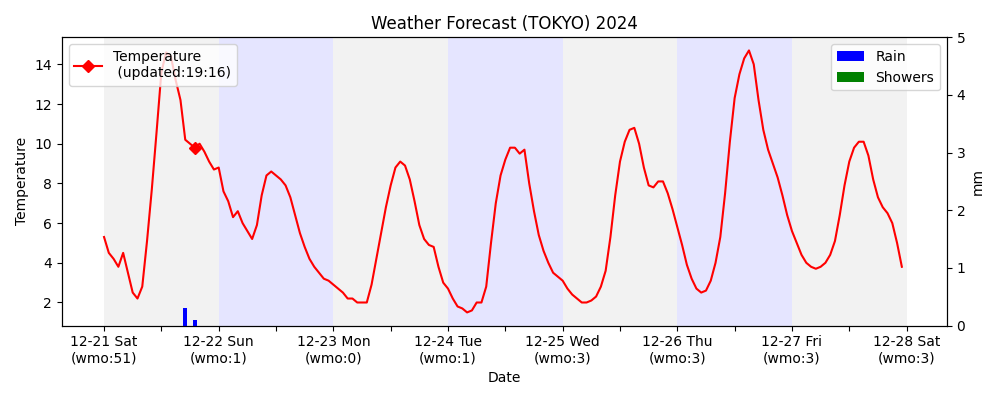 Weather Forecast (TOKYO) 2024
Temperature
(updated:19:16)
Rain
Showers
Temperature
14
12
10
8
6
4
2
5
4
3
2
1
0
mm
12-21 Sat
(wmo:51)
12-22 Sun
(wmo:1)
12-23 Mon
(wmo:0)
12-24 Tue
(wmo:1)
12-25 Wed
(wmo:3)
12-26 Thu
(wmo:3)
12-27 Fri
(wmo:3)
12-28 Sat
(wmo:3)
Date